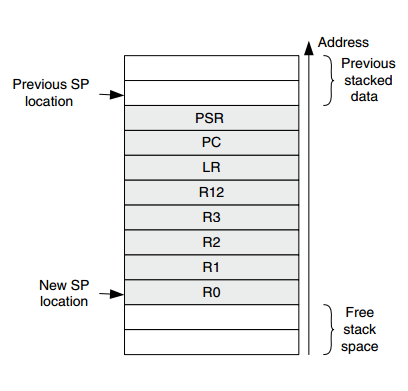 Address
Previous
stacked
data
Previous SP
location
PSR
PC
LR
R12
R3
R2
R1
R0
New SP
location
Free
stack
space